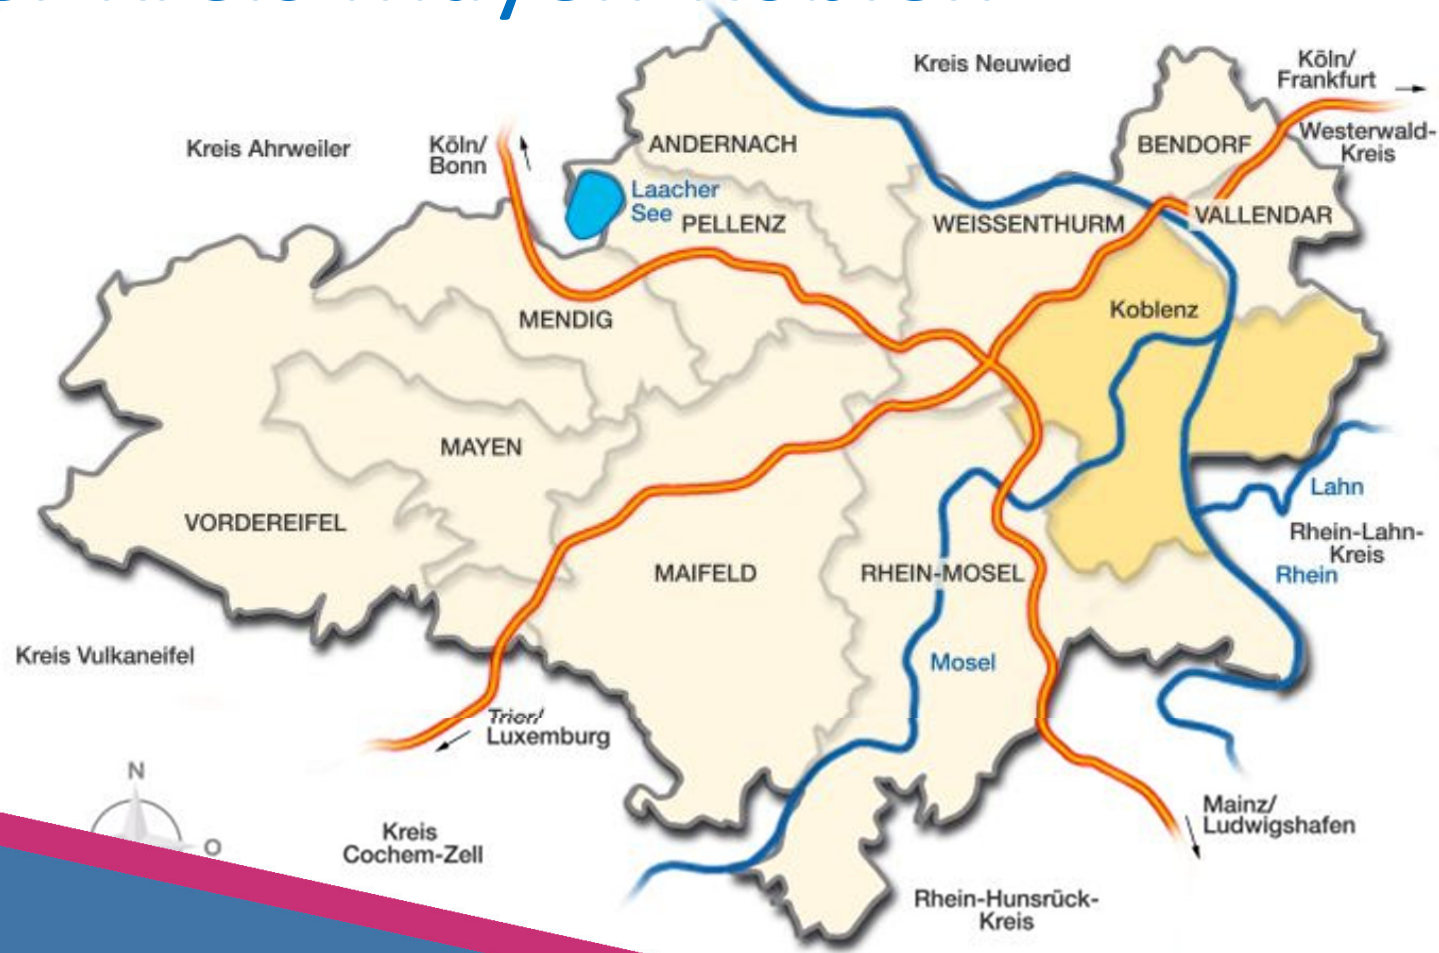 Kreis Neuwied
Köln/
Frankfurt
Kreis Ahrweiler
Köln/
Bonn
ANDERNACH
BENDORF
Westerwald-
Kreis
Laacher
See
PELLENZ
WEISSENTHURM
VALLENDAR
MENDIG
Koblenz
MAYEN
Lahn
VORDEREIFEL
Rhein-Lahn-
Kreis
MAIFELD
RHEIN-MOSEL
Rhein
Kreis Vulkaneifel
Mosel
Trier/
Luxemburg
N
O
Kreis
Cochem-Zell
Mainz/
Ludwigshafen
Rhein-Hunsrück-
Kreis